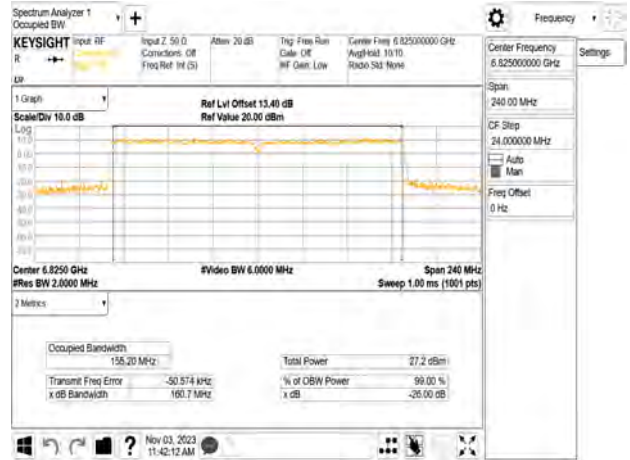 Spectrum Analyzer 1
Occupied BW
Frequency
KEYSIGHT
Input: RF
Input Z: 50 Ω
Corrections: Off
Freq Ref: Int (S)
Atten: 20 dB
Trig: Free Run
Gate: Off
#IF Gain: Low
Center Freq: 6.825000000 GHz
Avg|Hold: 10/10
Radio Std: None
R
LXI
Center Frequency
6.825000000 GHz
Settings
Span
240.00 MHz
CF Step
24.000000 MHz
Auto
Man
Freq Offset
0 Hz
1 Graph
Scale/Div 10.0 dB
Ref Lvl Offset 13.40 dB
Ref Value 20.00 dBm
Log
10.0
0.00
Center 6.8250 GHz
#Res BW 2.0000 MHz
#Video BW 6.0000 MHz
Span 240 MHz
Sweep 1.00 ms (1001 pts)
2 Metrics
Occupied Bandwidth
155.20 MHz
Total Power
27.2 dBm
Transmit Freq Error
-50.574 kHz
% of OBW Power
99.00 %
x dB Bandwidth
160.7 MHz
x dB
-26.00 dB
Nov 03, 2023
11:42:12 AM